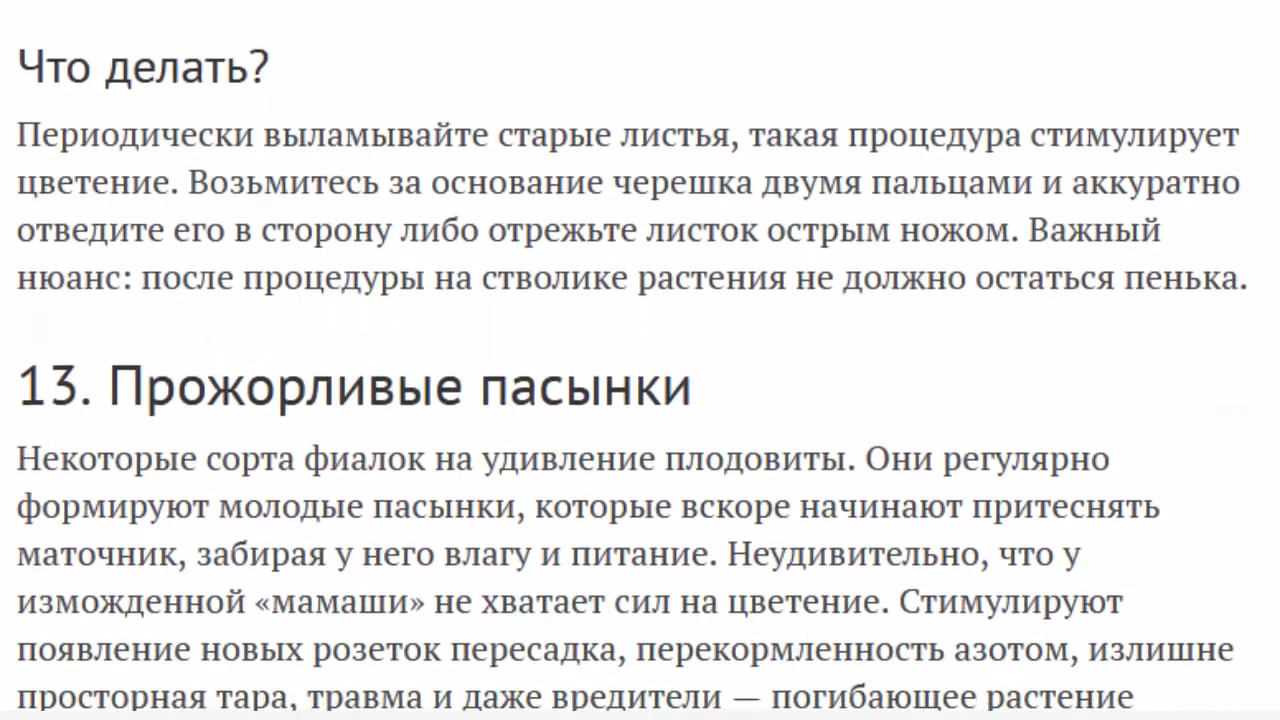 Что делать?
Периодически выламывайте старые листья, такая процедура стимулирует
цветение. Возьмитесь за основание черешка двумя пальцами и аккуратно
отведите его в сторону либо отрежьте листок острым ножом. Важный
нюанс: после процедуры на стволике растения не должно остаться пенька.
13. Прожорливые пасынки
Некоторые сорта фиалок на удивление плодовиты. Они регулярно
формируют молодые пасынки, которые вскоре начинают притеснять
маточник, забирая у него влагу и питание. Неудивительно, что у
изможденной «мамаши» не хватает сил на цветение. Стимулируют
появление новых розеток пересадка, перекормленность азотом, излишне
просторная тара, травма и даже вредители — погибающее растение